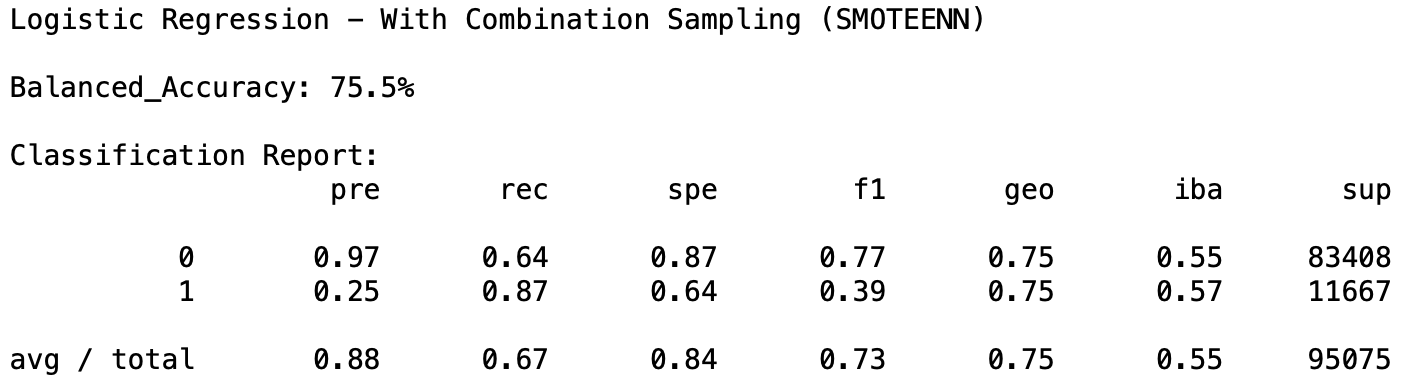 Logistic Regression - With Combination Sampling (SMOTEENN)
Balanced_Accuracy: 75.5%
Classification Report:
pre rec spe f1 geo iba sup
0 0.97 0.64 0.87 0.77 0.75 0.55 83408
1 0.25 0.87 0.64 0.39 0.75 0.57 11667
avg / total 0.88 0.67 0.84 0.73 0.75 0.55 95075